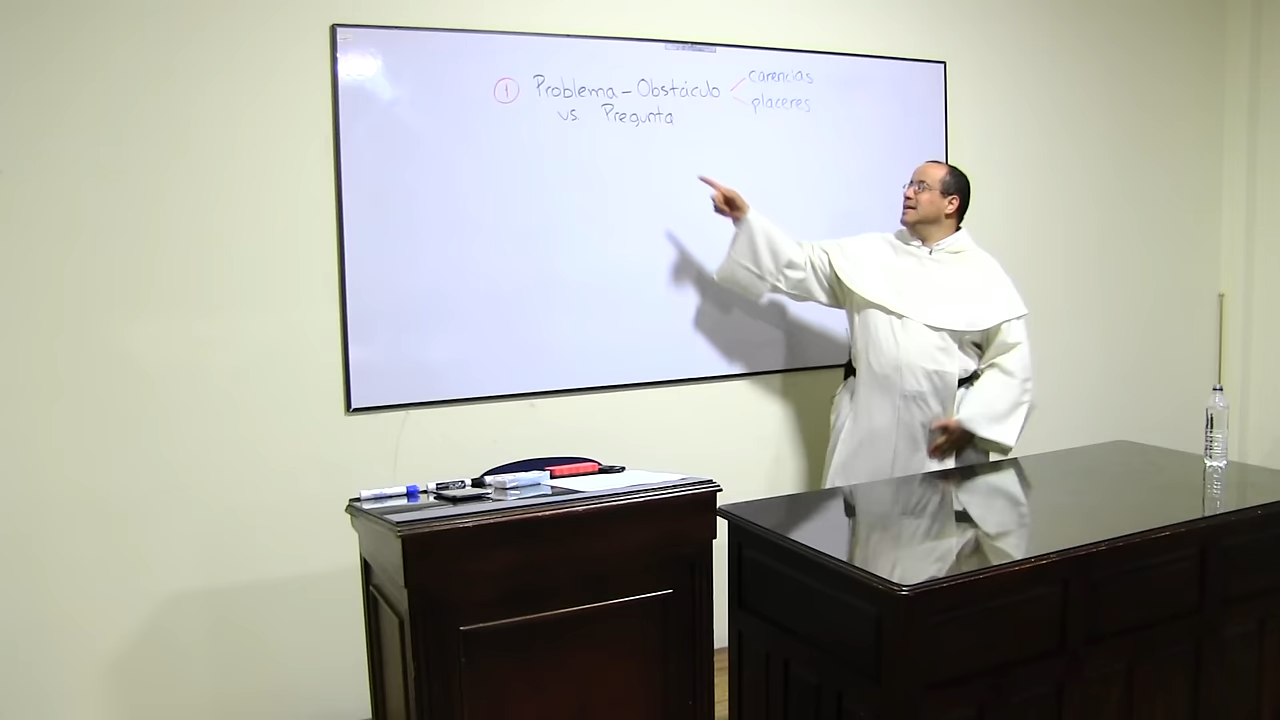 ① Problema - Obstáculo carencias
vs. Pregunta placeres